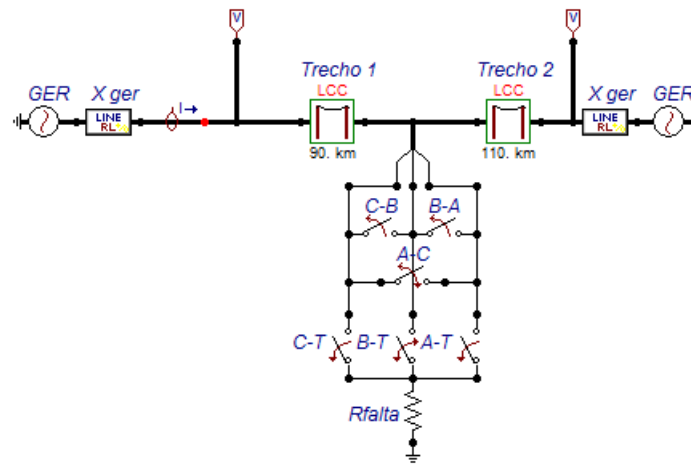 V
V
Trecho 1
Trecho 2
GER
X ger
I
LCC
LCC
X ger
GER
LINE
RL
LINE
RL
90. km
110. km
C-B
B-A
A-C
C-T
B-T
A-T
Rfalta